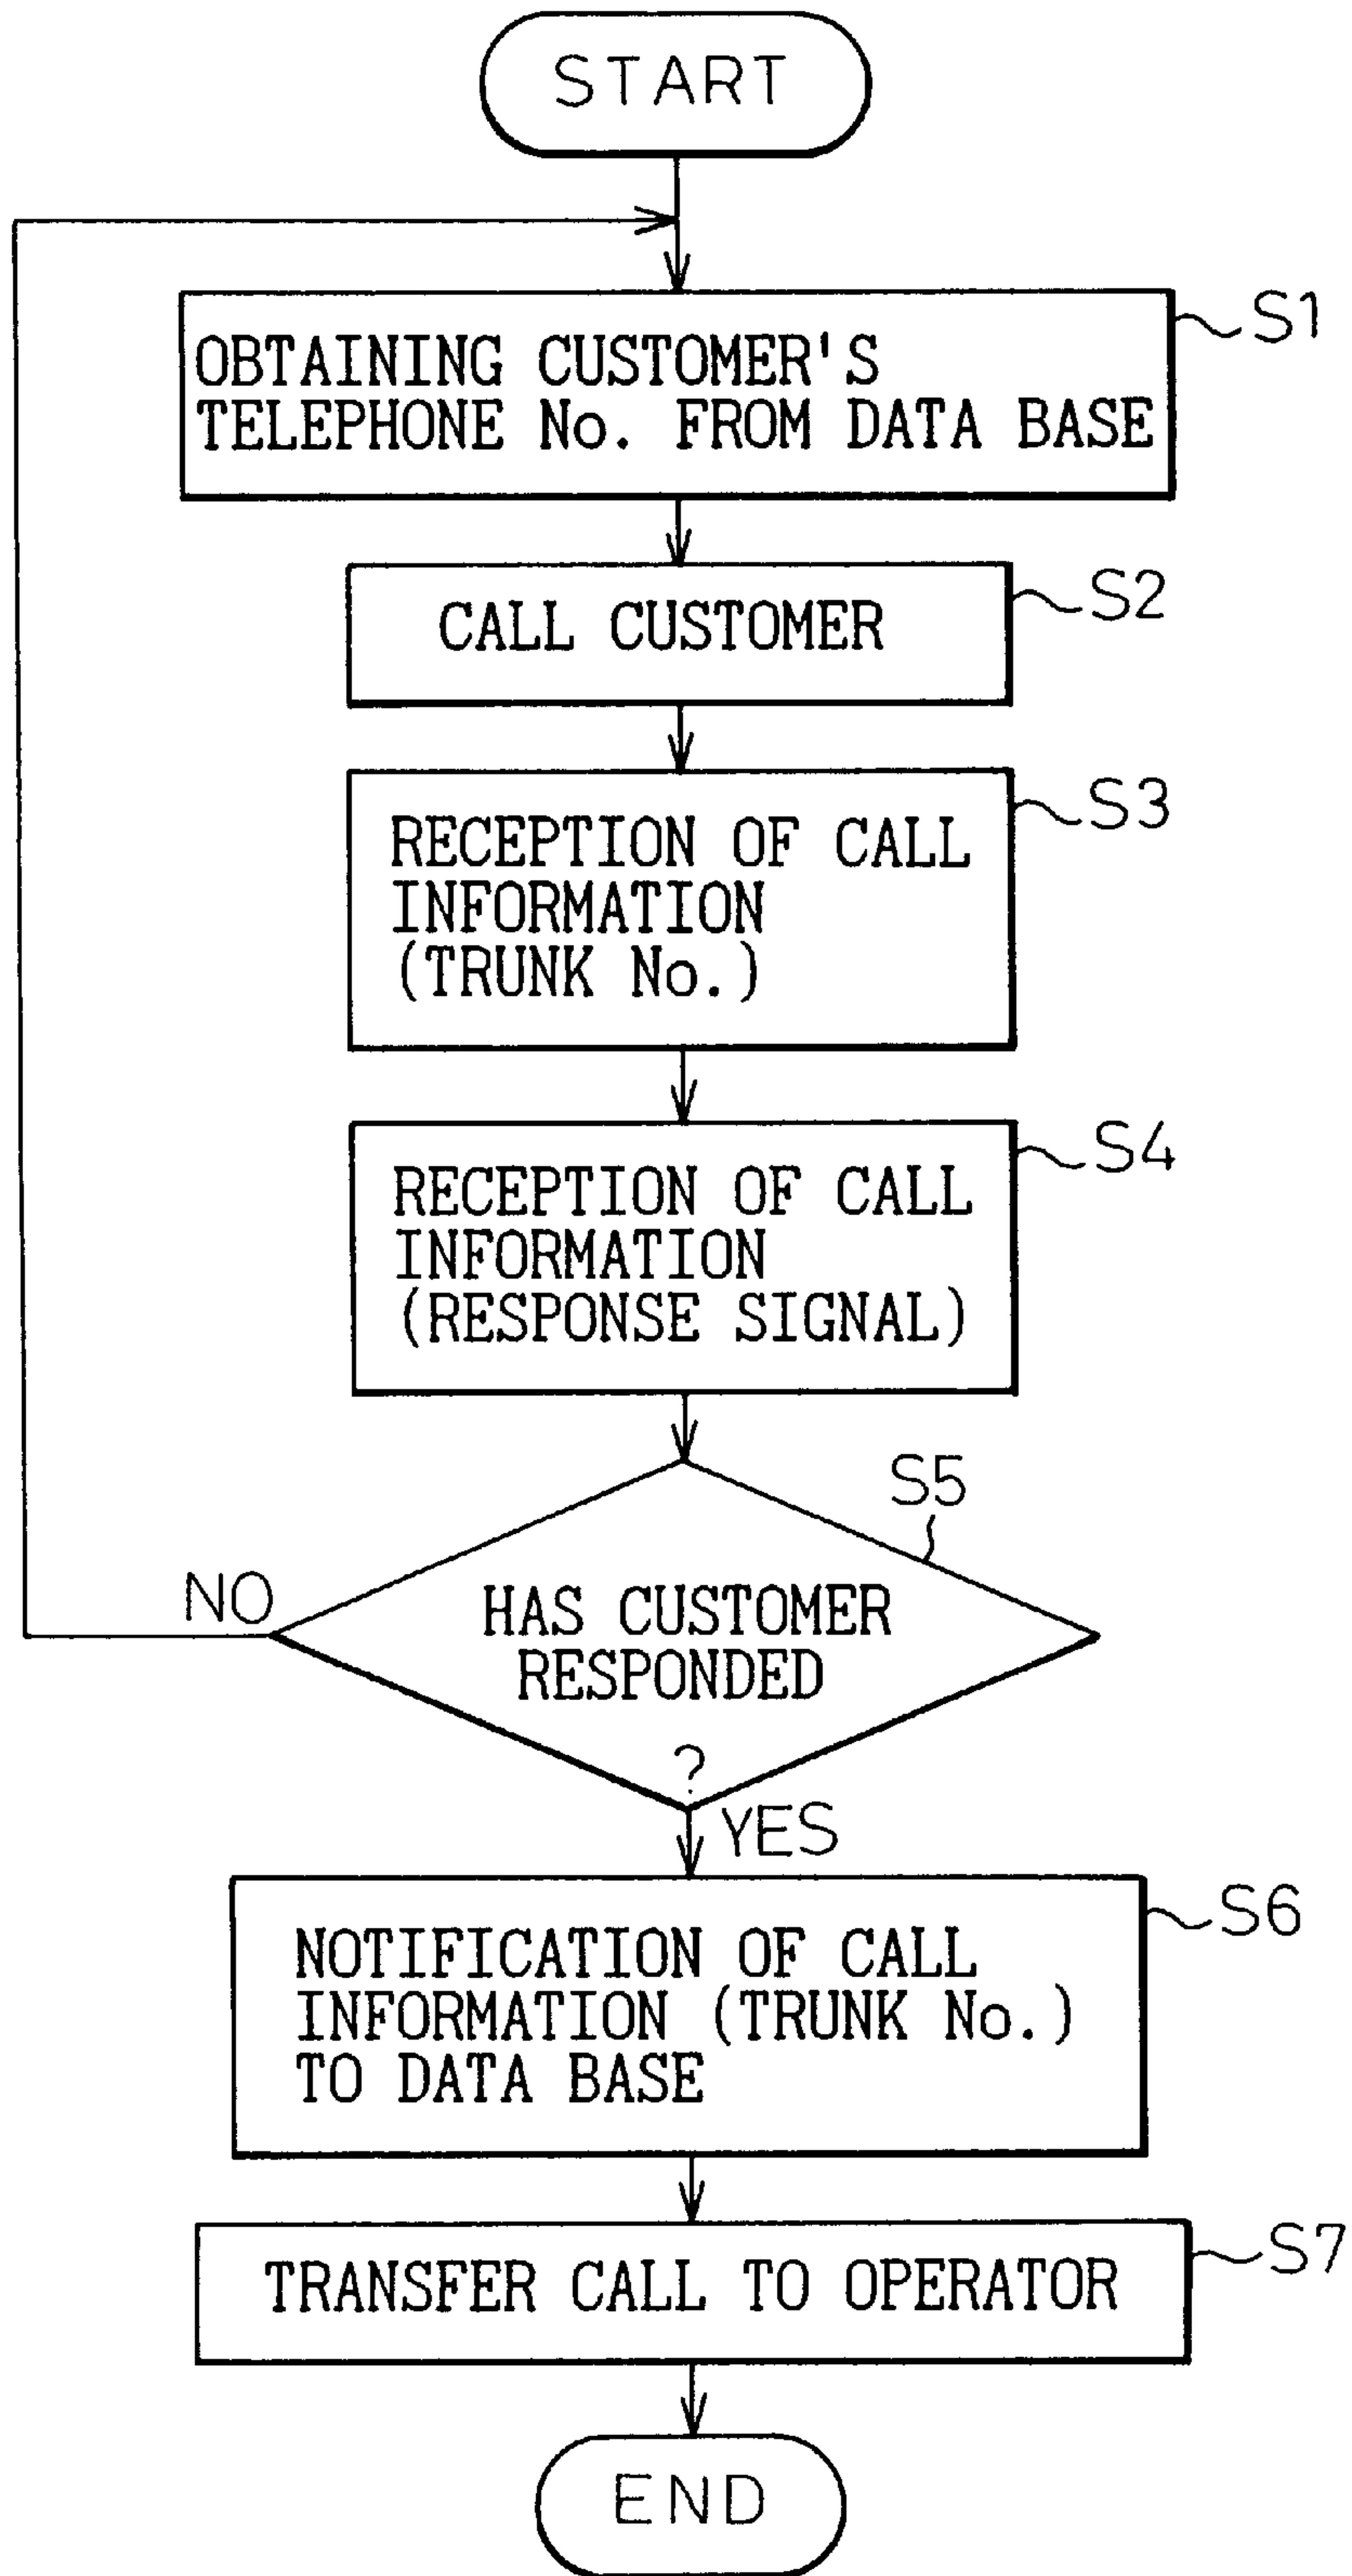 START
OBTAINING CUSTOMER'S
TELEPHONE No. FROM DATA BASE
S1
CALL CUSTOMER
S2
RECEPTION OF CALL
INFORMATION
(TRUNK No.)
S3
RECEPTION OF CALL
INFORMATION
(RESPONSE SIGNAL)
S4
S5
NO
HAS CUSTOMER
RESPONDED
?
YES
NOTIFICATION OF CALL
INFORMATION (TRUNK No.)
TO DATA BASE
S6
TRANSFER CALL TO OPERATOR
S7
END